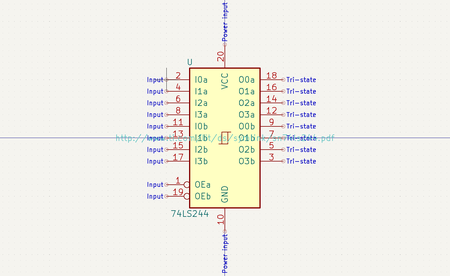 Power input
20
U
VCC
Input 2 I0a O0a 18 Tri-state
Input 4 I1a O1a 16 Tri-state
Input 6 I2a O2a 14 Tri-state
Input 8 I3a O3a 12 Tri-state
Input 11 I0b O0b 9 Tri-state
Input 13 I1b O1b 7 Tri-state
Input 15 I2b O2b 5 Tri-state
Input 17 I3b O3b 3 Tri-state
Input 1 OEa
Input 19 OEb
GND
74LS244
10
Power input